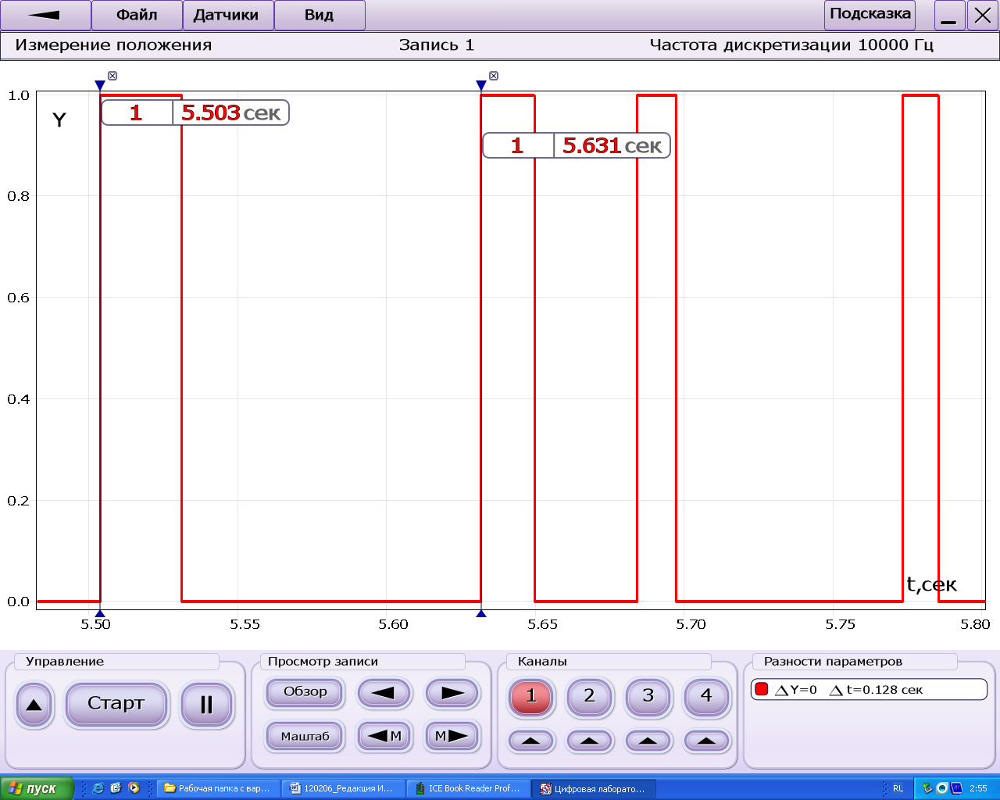 Файл Датчики Вид Подсказка
Измерение положения Запись 1 Частота дискретизации 10000 Гц
1.0
Y
1 5.503 сек
1 5.631 сек
0.8
0.6
0.4
0.2
t,сек
0.0
5.50 5.55 5.60 5.65 5.70 5.75 5.80
Управление Просмотр записи Каналы Разности параметров
Старт
Обзор
1 2 3 4
△Y=0 △t=0.128 сек
Маштаб М М
пуск
Рабочая папка с вар...
120206_Редакция И...
ICE Book Reader Prof...
Цифровая лаборато...
RL
2:55